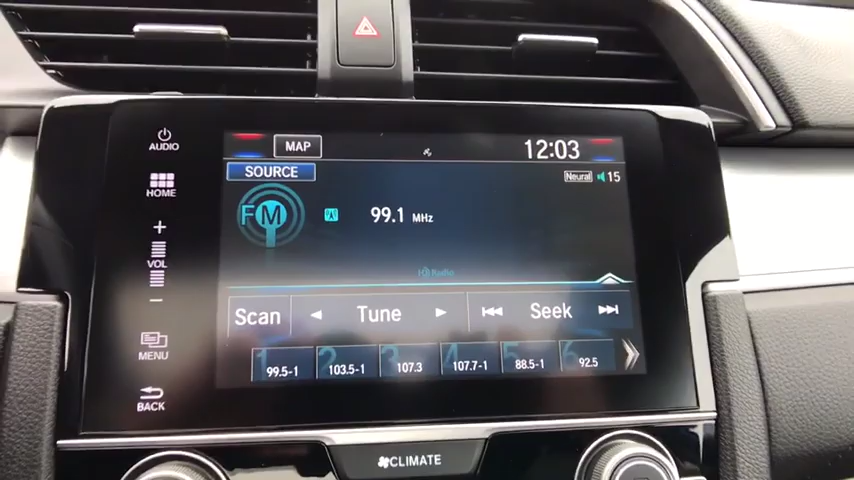 AUDIO
MAP
12:03
SOURCE
Neural 15
HOME
FM
99.1 MHz
VOL
HD Radio
Scan Tune Seek
MENU
1 2 3 4 5 6
99.5-1 103.5-1 107.3 107.7-1 88.5-1 92.5
BACK
CLIMATE